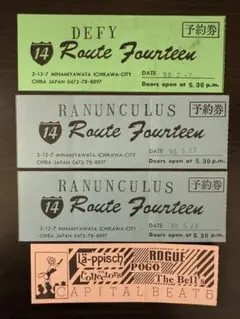 DEFY
予約券
14 Route Fourteen
3-13-7 MINAMIYAWATA ICHIKAWA-CITY
CHIBA JAPAN 0473-78-8897
DATE
Doors open at 5.30 p.m.
RANUNCULUS
予約券
14 Route Fourteen
3-13-7 MINAMIYAWATA ICHIKAWA-CITY
CHIBA JAPAN 0473-78-8897
DATE
Doors open at 5.30 p.m.
RANUNCULUS
予約券
14 Route Fourteen
3-13-7 MINAMIYAWATA ICHIKAWA-CITY
CHIBA JAPAN 0473-78-8897
DATE
Doors open at 5.30 p.m.
La-ppisch
ROGUE
POGO
Collectors
The Bell's
CAPITAL BEAT